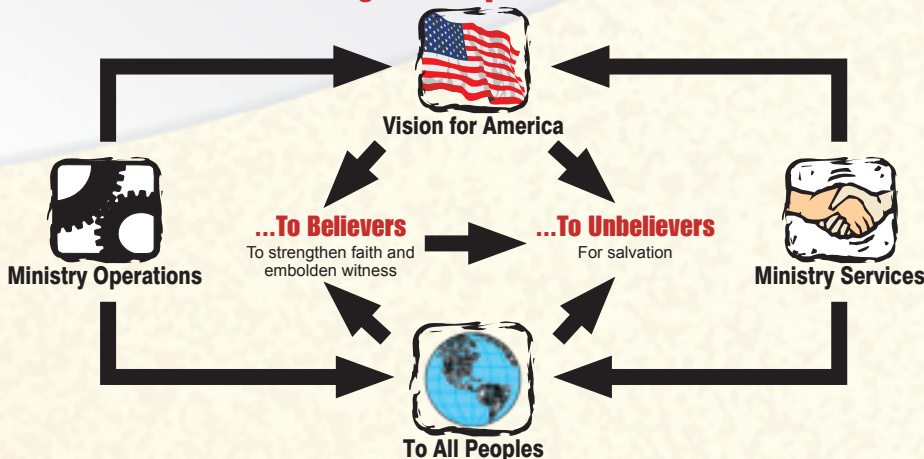 Vision for America
...To Believers
To strengthen faith and
embolden witness
...To Unbelievers
For salvation
Ministry Operations
Ministry Services
To All Peoples